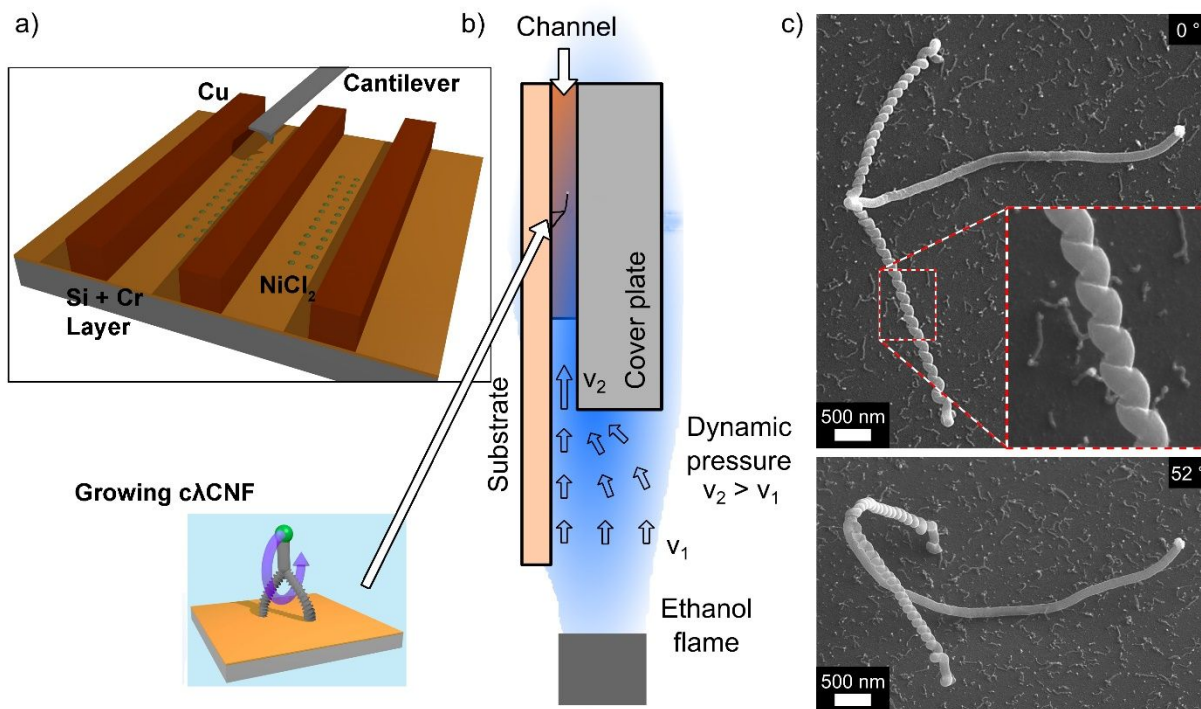 a)
Cu
Cantilever
NiCl₂
Si + Cr
Layer
Growing cλCNF
b)
Channel
Cover plate
Substrate
v₂
Dynamic
pressure
v₂ > v₁
v₁
Ethanol
flame
c)
0 °
500 nm
52 °
500 nm